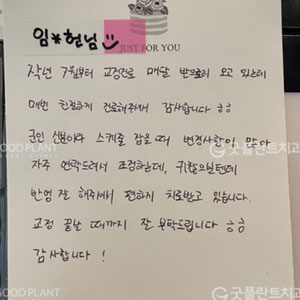 임*현님
JUST FOR YOU
작년 7월부터 교정진료 매달 받으러 오고 있는데
매번 친절하게 진료해주셔서 감사합니다 ㅎㅎ
군인 신분이라 스케줄 잡을 때 변경사항이 많아
자주 연락드려서 조정하는데, 귀찮으실텐데
반영 잘 해주셔서 편하게 치료받고 있습니다.
교정 끝날 때까지 잘 부탁드립니다 ㅎㅎ
감사합니다 !
GOOD PLANT
굿플란트치과
GOOD PLANT
굿플란트치과